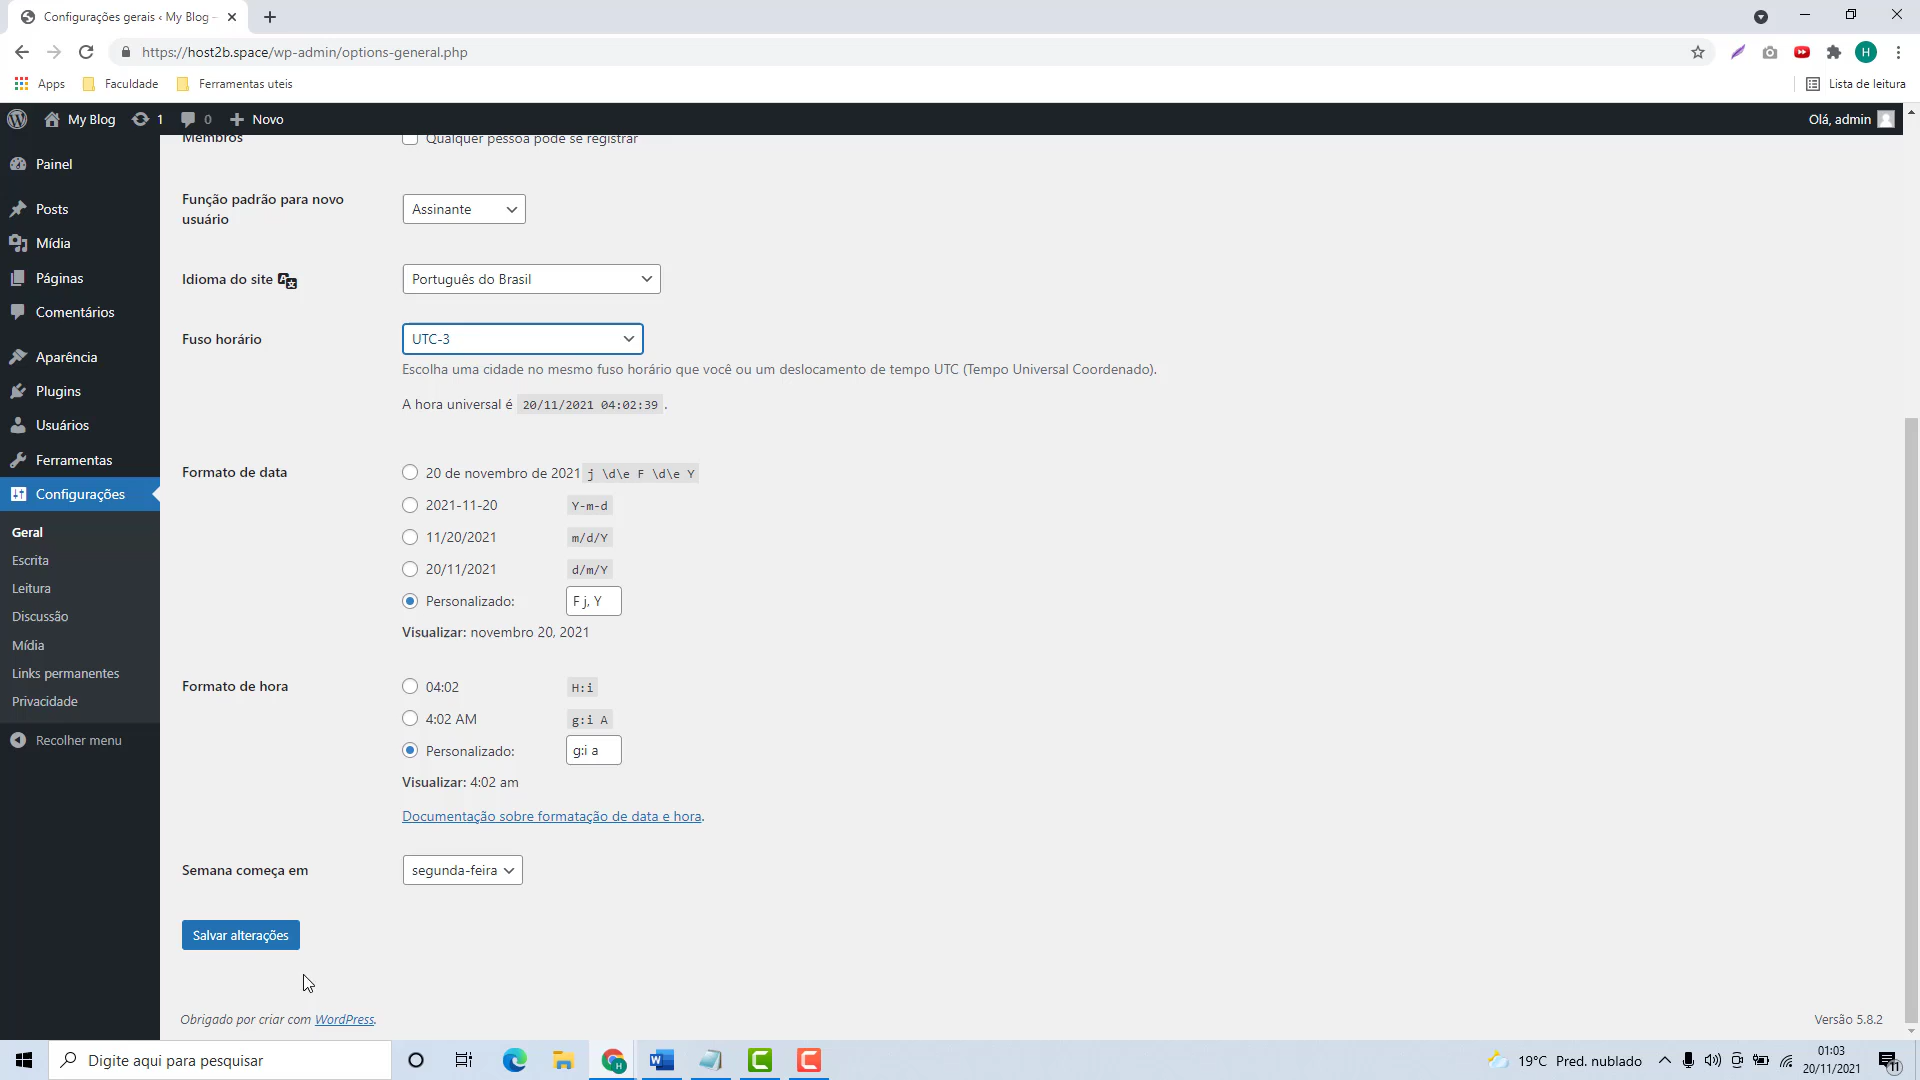 Configurações gerais ‹ My Blog –
https://host2b.space/wp-admin/options-general.php
H
Apps
Faculdade
Ferramentas uteis
Lista de leitura
My Blog
1
0
Novo
Olá, admin
Membros
Qualquer pessoa pode se registrar
Painel
Posts
Mídia
Páginas
Comentários
Aparência
Plugins
Usuários
Ferramentas
Configurações
Geral
Escrita
Leitura
Discussão
Mídia
Links permanentes
Privacidade
Recolher menu
Função padrão para novo
usuário
Assinante
Idioma do site
Português do Brasil
Fuso horário
UTC-3
Escolha uma cidade no mesmo fuso horário que você ou um deslocamento de tempo UTC (Tempo Universal Coordenado).
A hora universal é 20/11/2021 04:02:39 .
Formato de data
20 de novembro de 2021 j \d\e F \d\e Y
2021-11-20 Y-m-d
11/20/2021 m/d/Y
20/11/2021 d/m/Y
Personalizado: F j, Y
Visualizar: novembro 20, 2021
Formato de hora
04:02 H:i
4:02 AM g:i A
Personalizado: g:i a
Visualizar: 4:02 am
Documentação sobre formatação de data e hora.
Semana começa em
segunda-feira
Salvar alterações
Obrigado por criar com WordPress.
Versão 5.8.2
Digite aqui para pesquisar
19°C Pred. nublado
01:03
20/11/2021
11